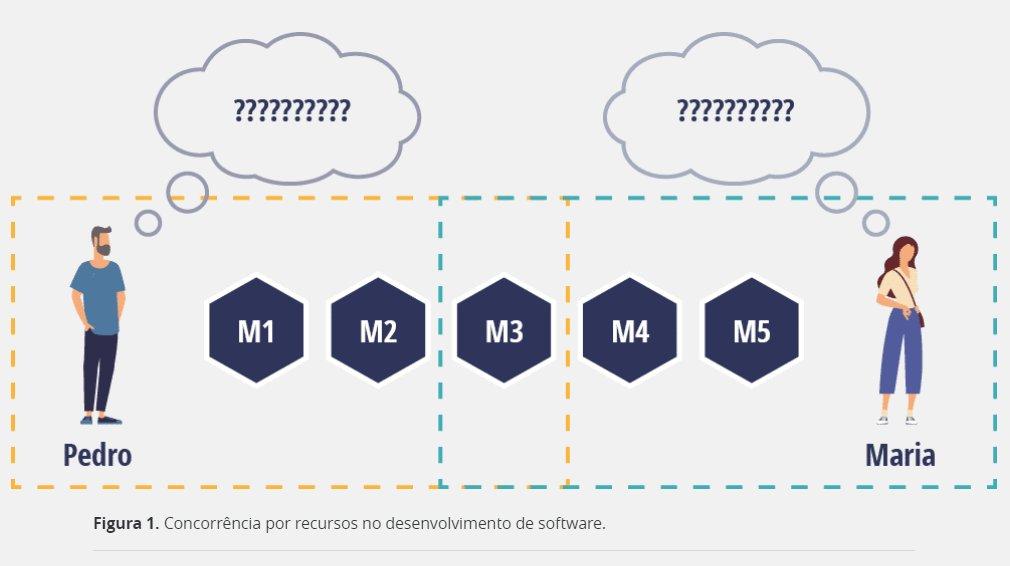 ?????????? ??????????
M1 M2 M3 M4 M5
Pedro Maria
Figura 1. Concorrência por recursos no desenvolvimento de software.